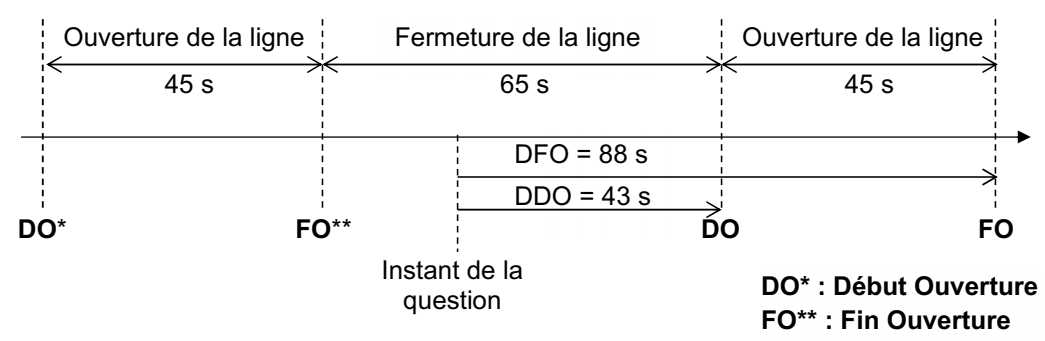 Ouverture de la ligne Fermeture de la ligne Ouverture de la ligne
45 s 65 s 45 s
DFO = 88 s
DDO = 43 s
DO* FO** DO FO
Instant de la
question
DO* : Début Ouverture
FO** : Fin Ouverture